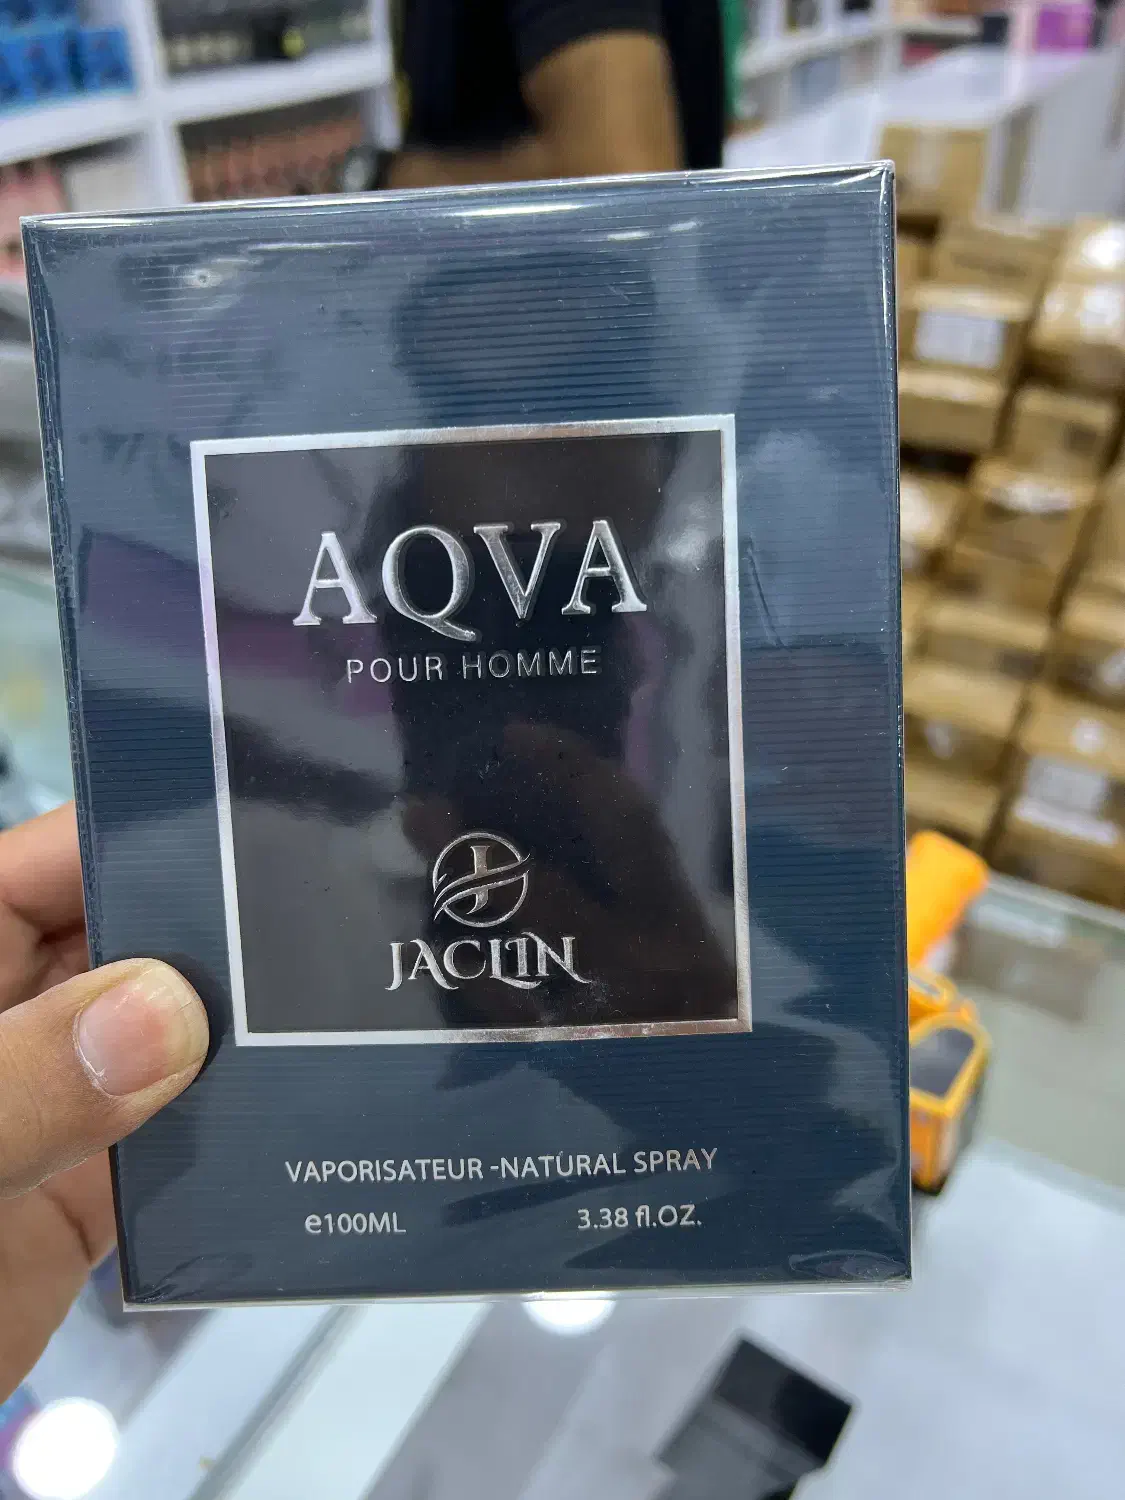 AQVA
POUR HOMME
J
JACLIN
VAPORISATEUR -NATURAL SPRAY
e100ML 3.38 fl.OZ.